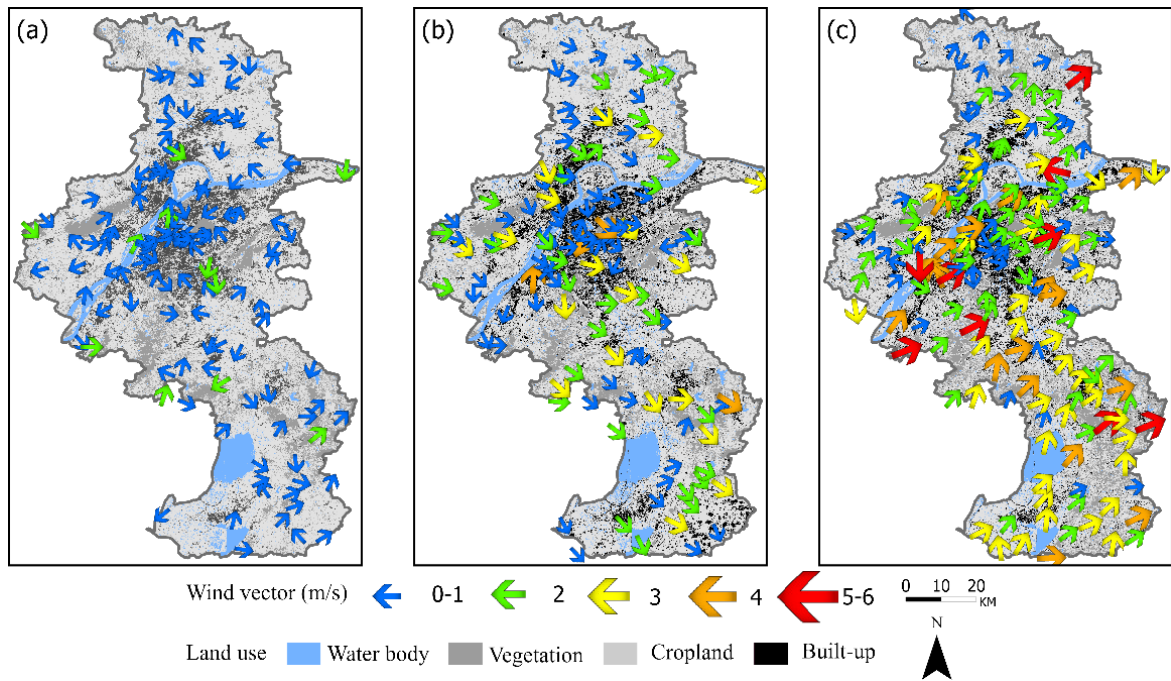 (a) (b) (c)
Wind vector (m/s) 0-1 2 3 4 5-6 0 10 20
KM
N
Land use Water body Vegetation Cropland Built-up